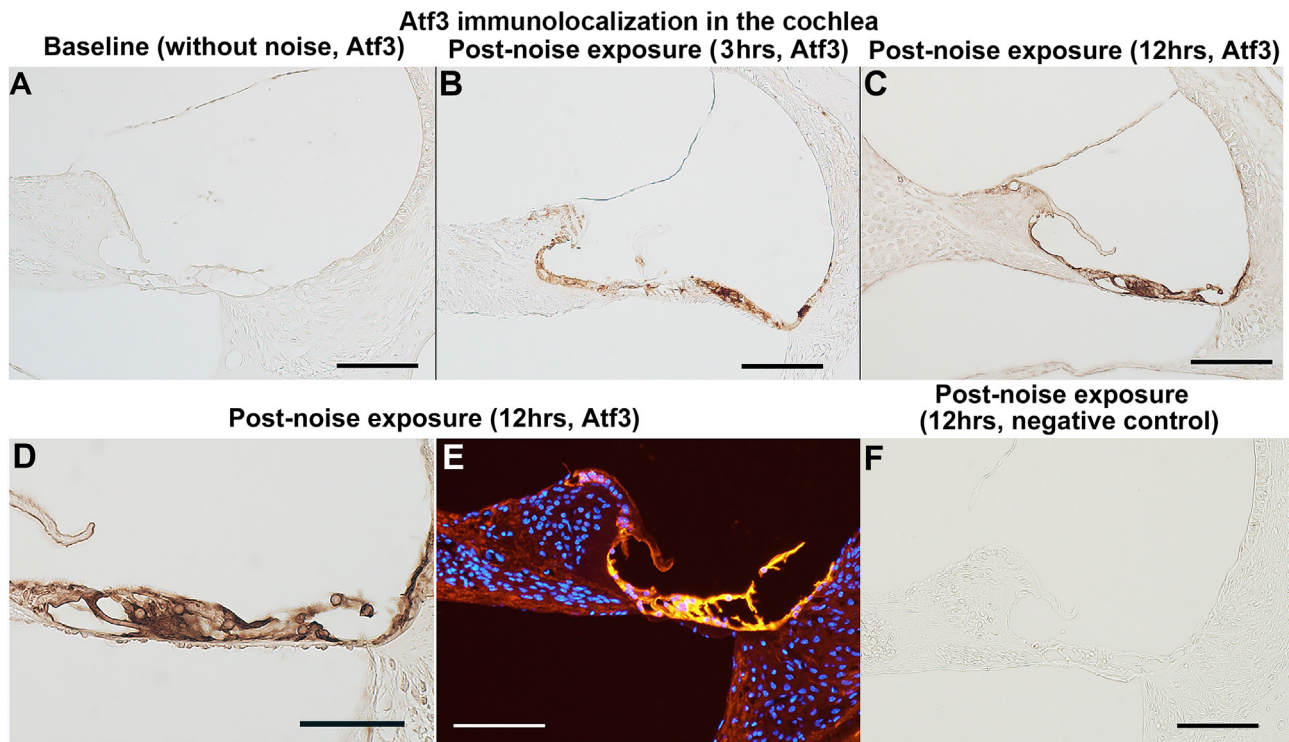 Atf3 immunolocalization in the cochlea
Baseline (without noise, Atf3)
Post-noise exposure (3hrs, Atf3)
Post-noise exposure (12hrs, Atf3)
A
B
C
Post-noise exposure (12hrs, Atf3)
Post-noise exposure
(12hrs, negative control)
D
E
F